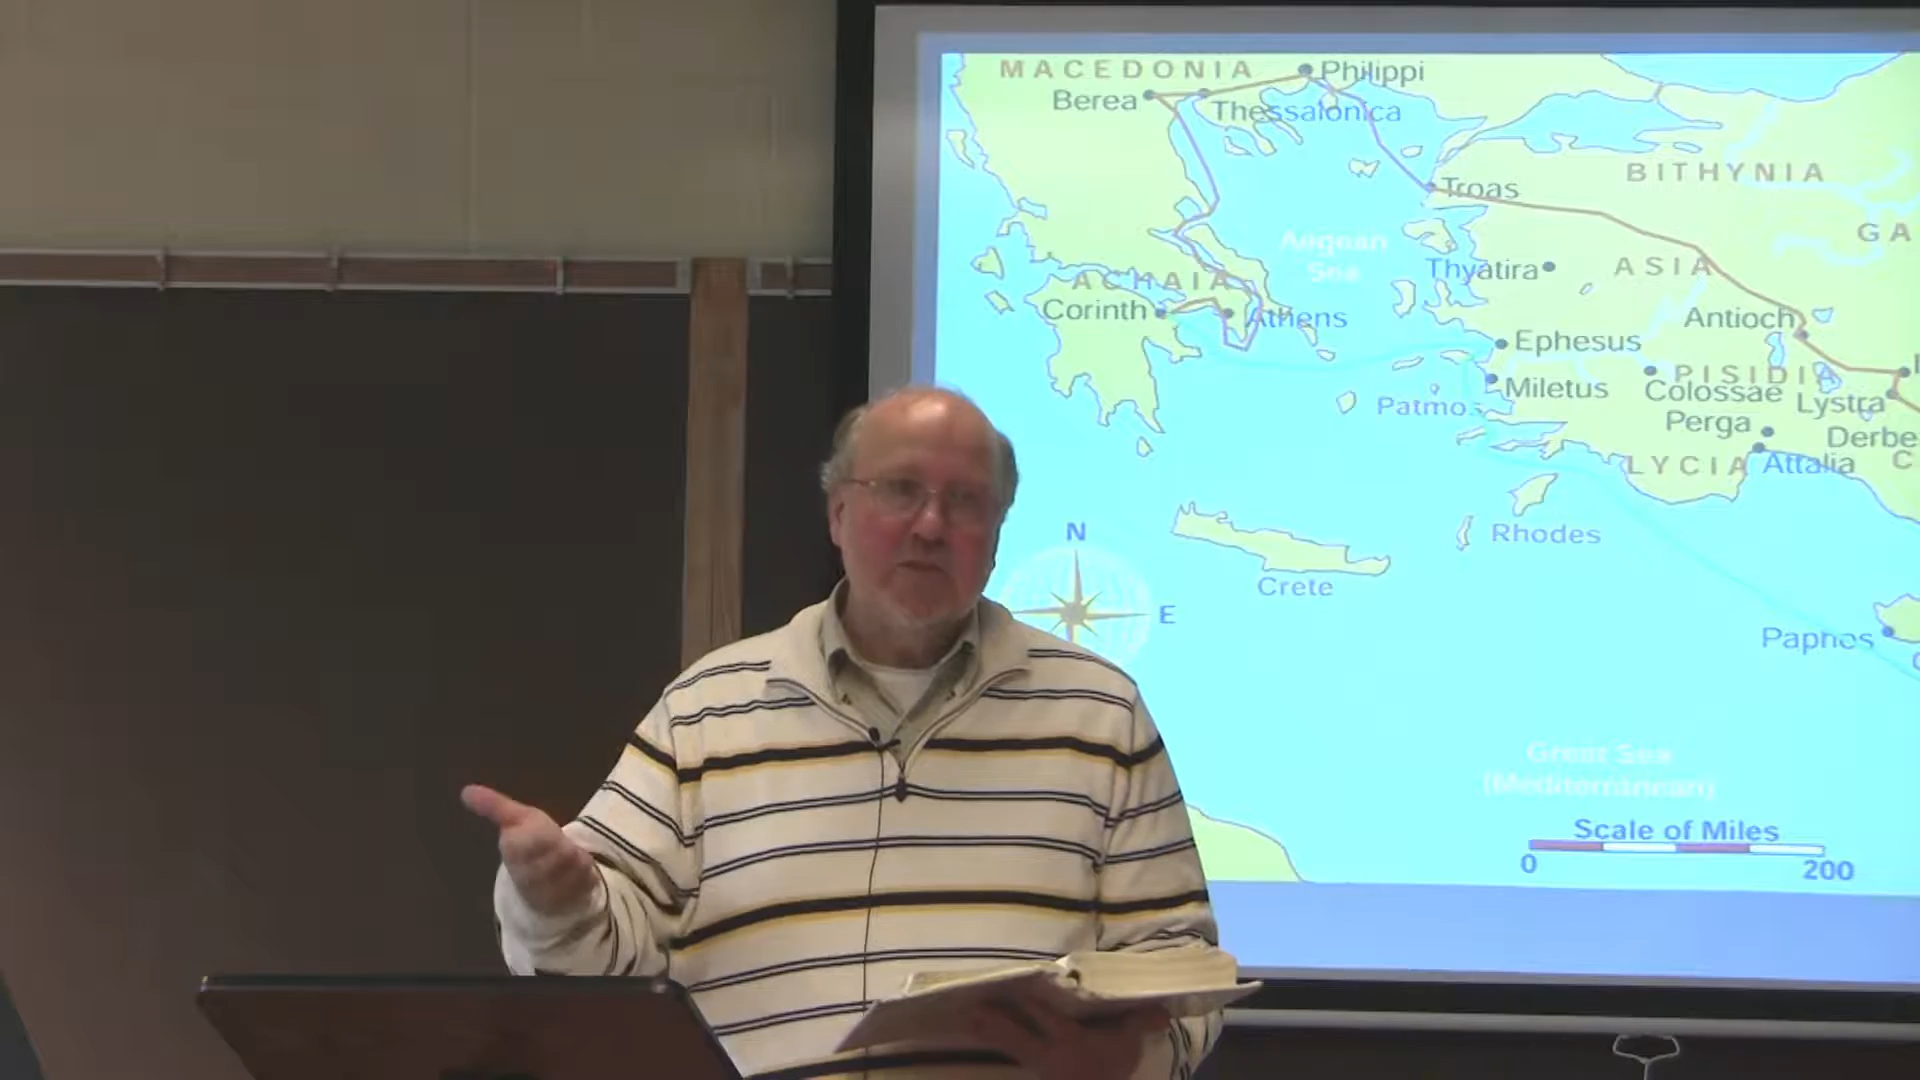 MACEDONIA
Philippi
Berea
Thessalonica
BITHYNIA
Troas
GA
Aegean
Sea
Thyatira
ASIA
ACHAIA
Corinth
Athens
Antioch
Ephesus
PISIDIA
Miletus
Colossae
Lystra
Patmos
Perga
Derbe
LYCIA
Attalia
C
Rhodes
N
Crete
E
Paphos
Great Sea
(Mediterranean)
Scale of Miles
0
200